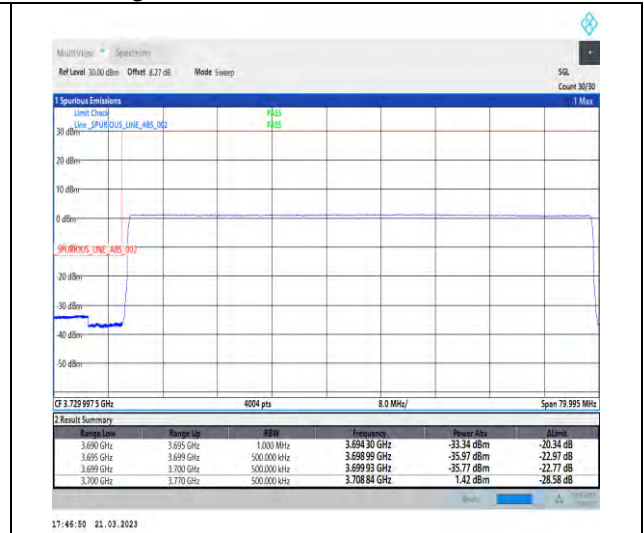 MultiView Spectrum
Ref Level 30.00 dBm Offset 8.27 dB Mode Sweep SGL
Count 30/30
1 Spurious Emissions 1 Max
Limit Check PASS
Line _SPURIOUS_LINE_ABS_002 PASS
30 dBm
20 dBm
10 dBm
0 dBm
_SPURIOUS_LINE_ABS_002
-20 dBm
-30 dBm
-40 dBm
-50 dBm
CF 3.729 997 5 GHz 4004 pts 8.0 MHz/ Span 79.995 MHz
2 Result Summary
Range Low Range Up RBW Frequency Power Abs ΔLimit
3.690 GHz 3.695 GHz 1.000 MHz 3.694 30 GHz -33.34 dBm -20.34 dB
3.695 GHz 3.699 GHz 500.000 kHz 3.698 99 GHz -35.97 dBm -22.97 dB
3.699 GHz 3.700 GHz 500.000 kHz 3.699 93 GHz -35.77 dBm -22.77 dB
3.700 GHz 3.770 GHz 500.000 kHz 3.708 84 GHz 1.42 dBm -28.58 dB
17:46:50 21.03.2023